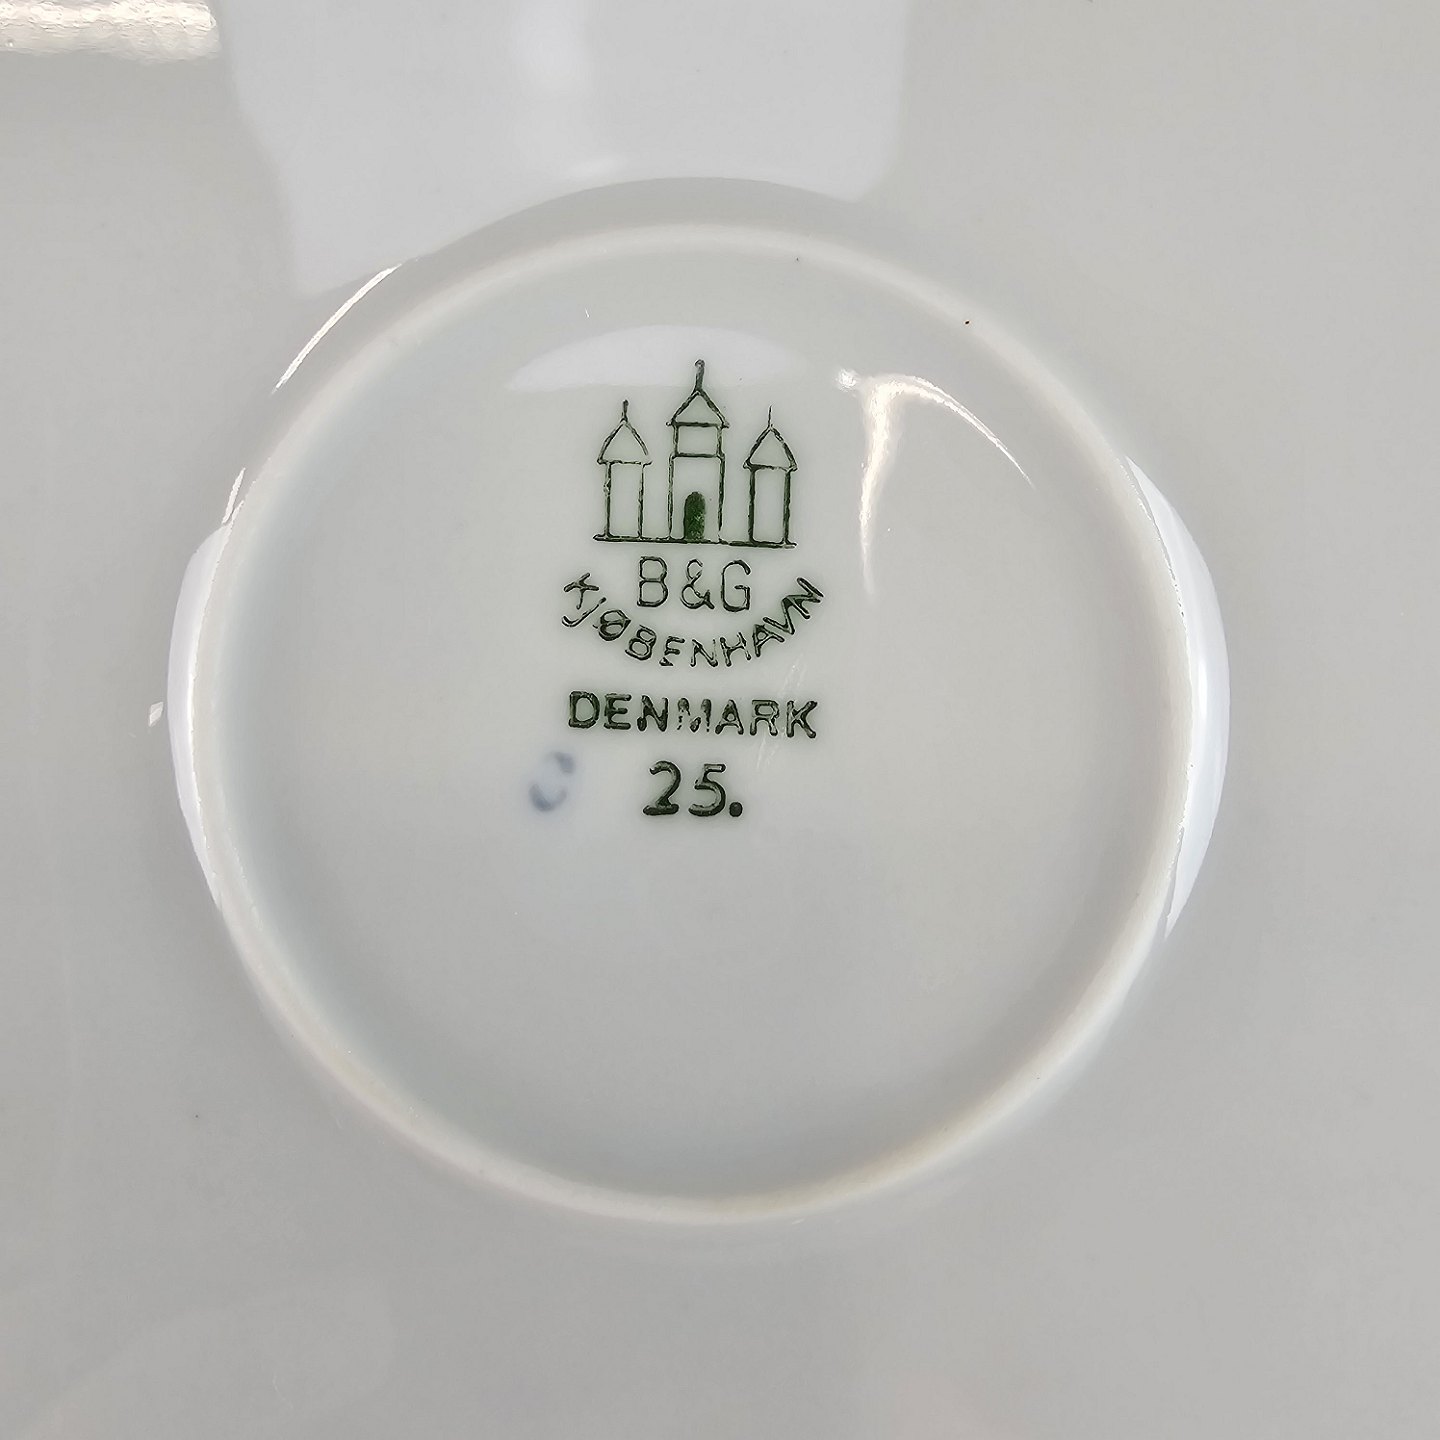 B&G
KJØBENHAVN
DENMARK
25.